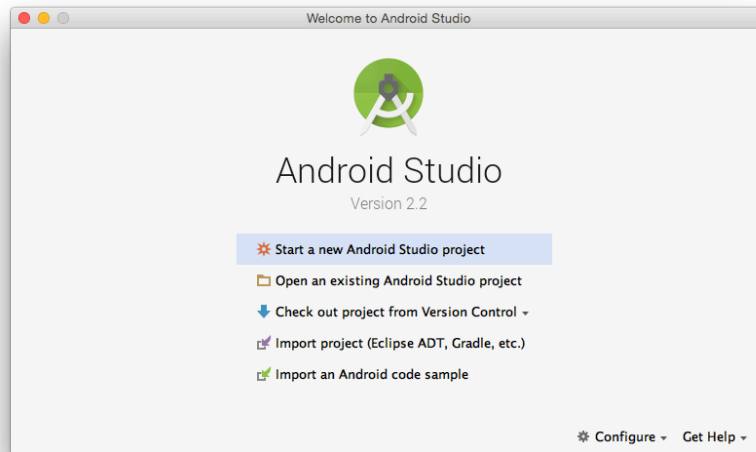 Welcome to Android Studio
Android Studio
Version 2.2
Start a new Android Studio project
Open an existing Android Studio project
Check out project from Version Control
Import project (Eclipse ADT, Gradle, etc.)
Import an Android code sample
Configure Get Help